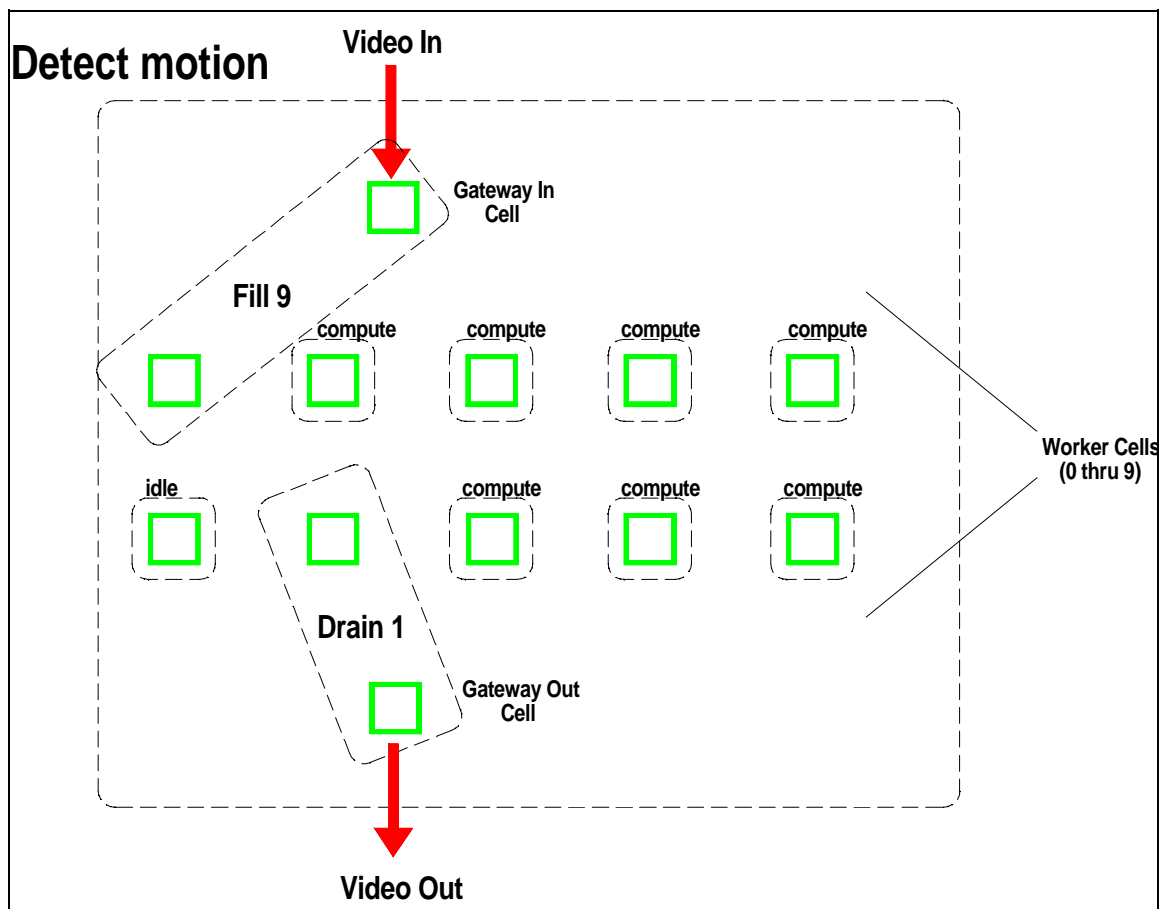 Detect motion
Video In
Gateway In
Cell
Fill 9
compute
compute
compute
compute
Worker Cells
(0 thru 9)
idle
compute
compute
compute
Drain 1
Gateway Out
Cell
Video Out